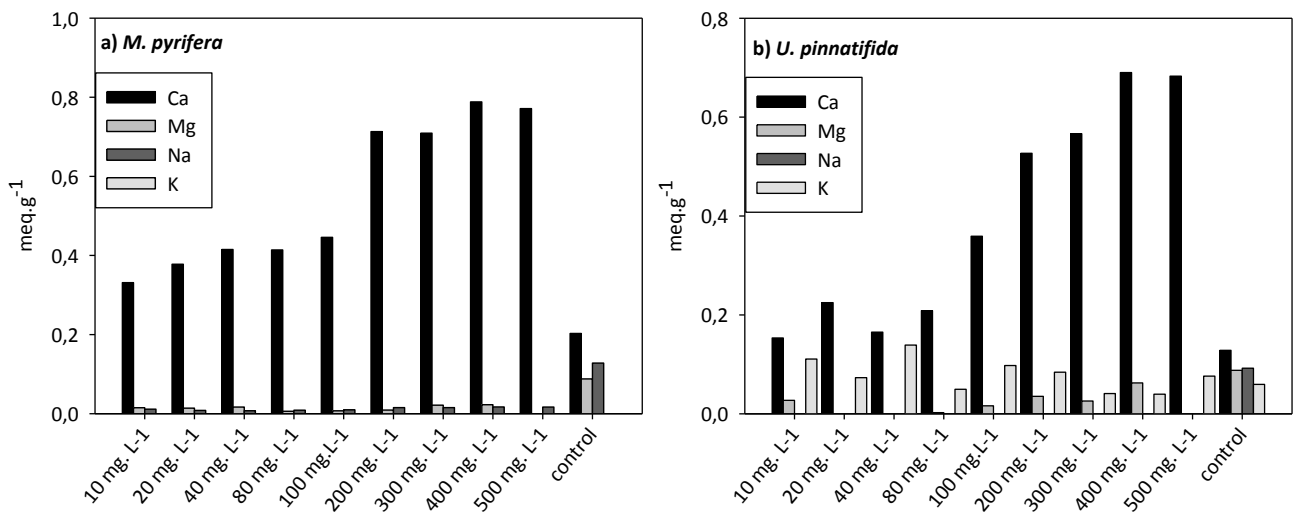 a) M. pyrifera
Ca
Mg
Na
K
meq.g-1
1,0
0,8
0,6
0,4
0,2
0,0
10 mg. L-1
20 mg. L-1
40 mg. L-1
80 mg. L-1
100 mg.L-1
200 mg. L-1
300 mg. L-1
400 mg. L-1
500 mg. L-1
control
b) U. pinnatifida
Ca
Mg
Na
K
meq.g-1
0,8
0,6
0,4
0,2
0,0
10 mg. L-1
20 mg. L-1
40 mg. L-1
80 mg. L-1
100 mg. L-1
200 mg. L-1
300 mg. L-1
400 mg. L-1
500 mg. L-1
control